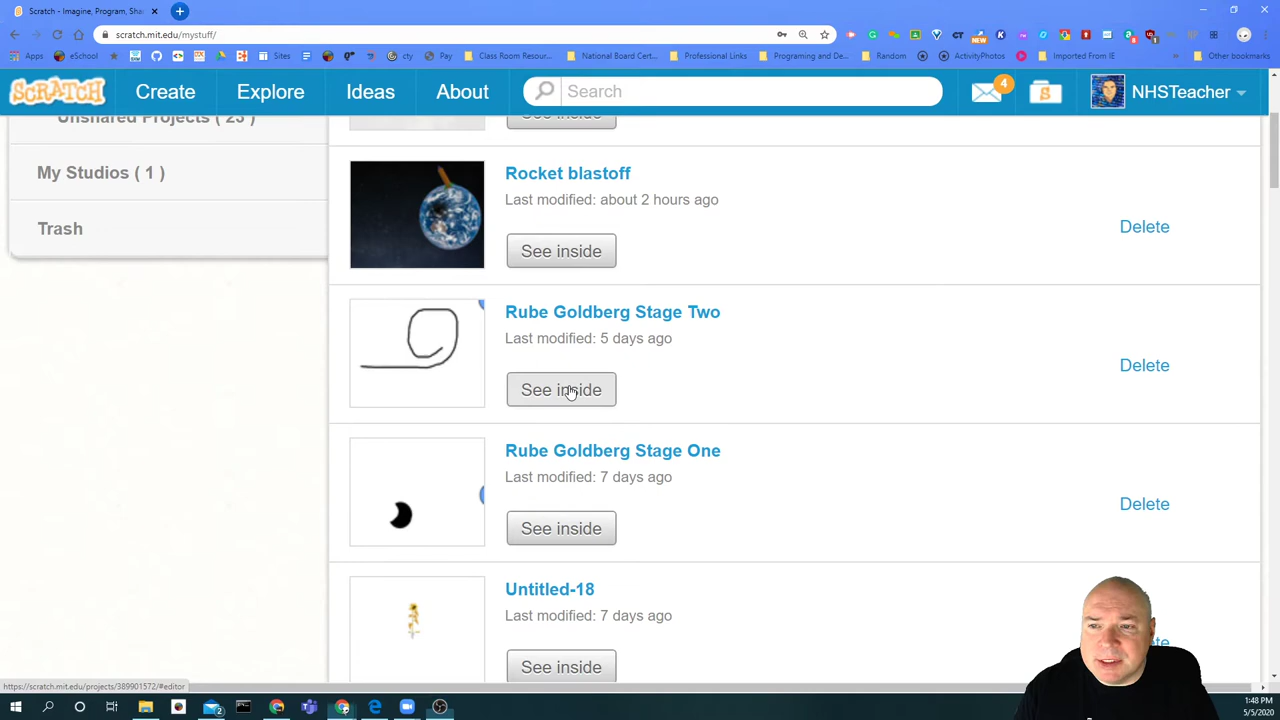 Scratch - Imagine, Program, Sha
scratch.mit.edu/mystuff/
Apps eSchool cty Pay Class Room Resour... National Board Cert... Professional Links Programing and De... Random ActivityPhotos Imported From IE Other bookmarks
SCRATCH Create Explore Ideas About Search 4 NHSTeacher
Unshared Projects ( 23 )
See inside
My Studios ( 1 )
Trash
Rocket blastoff
Last modified: about 2 hours ago
See inside
Delete
Rube Goldberg Stage Two
Last modified: 5 days ago
See inside
Delete
Rube Goldberg Stage One
Last modified: 7 days ago
See inside
Delete
Untitled-18
Last modified: 7 days ago
See inside
https://scratch.mit.edu/projects/389901572/#editor
1:48 PM
5/5/2020